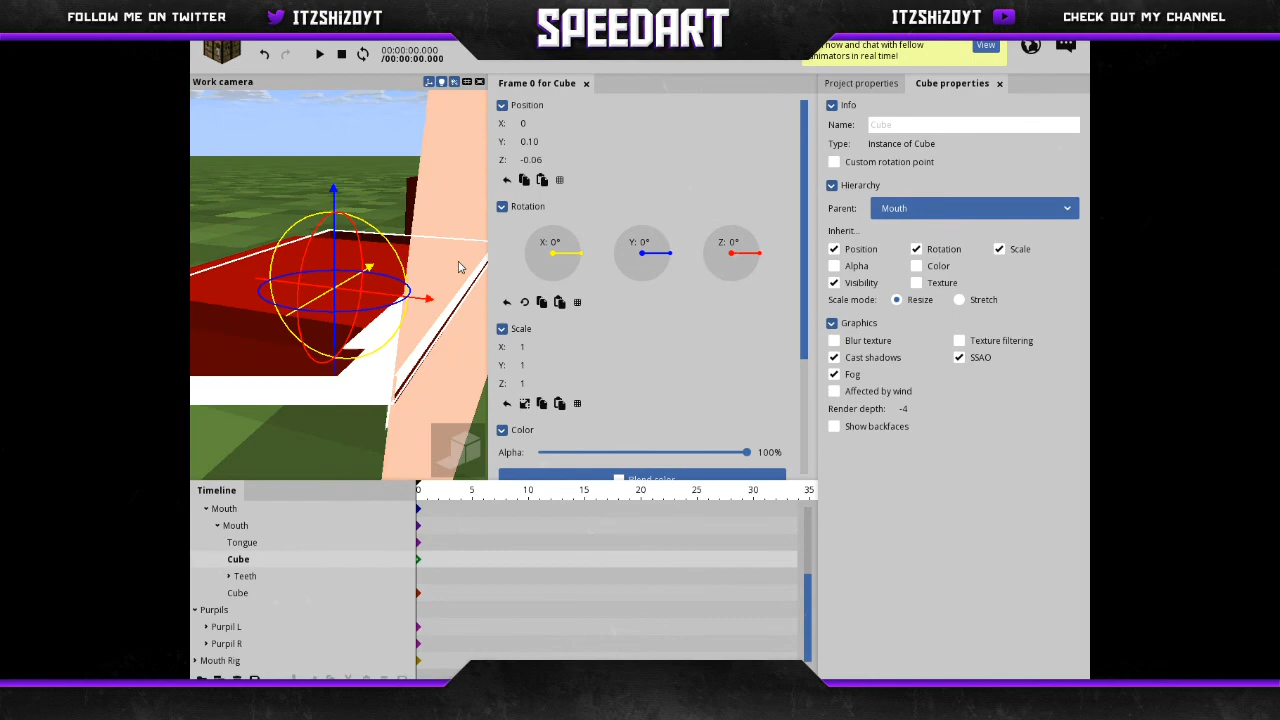 FOLLOW ME ON TWITTER
ITZSHIZOYT
SPEEDART
ITZSHIZOYT
CHECK OUT MY CHANNEL
00:00:00.000
/00:00:00.000
now and chat with fellow
animators in real time!
View
Work camera
Frame 0 for Cube
Project properties
Cube properties
Position
X: 0
Y: 0.10
Z: -0.06
Rotation
X: 0°
Y: 0°
Z: 0°
Scale
X: 1
Y: 1
Z: 1
Color
Alpha: 100%
Blend color
Info
Name: Cube
Type: Instance of Cube
Custom rotation point
Hierarchy
Parent: Mouth
Inherit...
Position Rotation Scale
Alpha Color
Visibility Texture
Scale mode: Resize Stretch
Graphics
Blur texture Texture filtering
Cast shadows SSAO
Fog
Affected by wind
Render depth: -4
Show backfaces
Timeline
0 5 10 15 20 25 30 35
Mouth
Mouth
Tongue
Cube
Teeth
Cube
Purpils
Purpil L
Purpil R
Mouth Rig